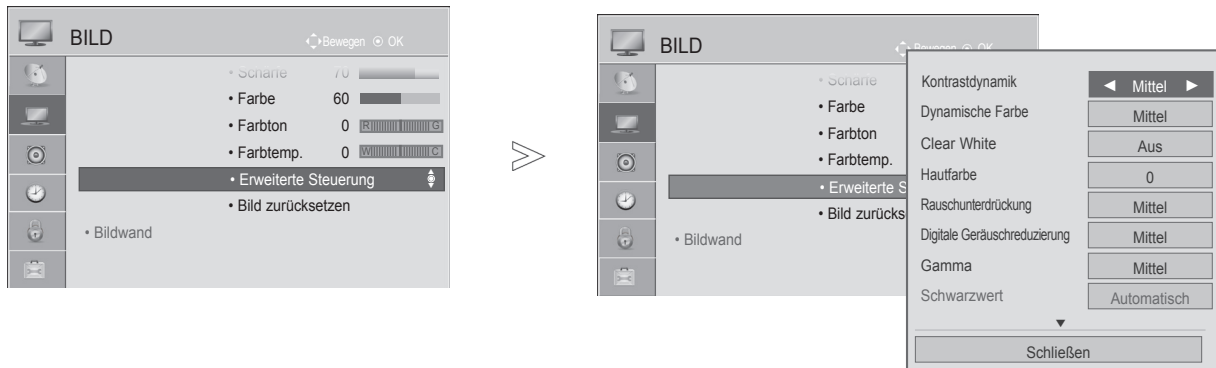 BILD
Bewegen OK
• Schärfe 70
• Farbe 60
• Farbton 0 R G
• Farbtemp. 0 W C
• Erweiterte Steuerung
• Bild zurücksetzen
• Bildwand
BILD
Bewegen OK
• Schärfe
• Farbe
• Farbton
• Farbtemp.
• Erweiterte S
• Bild zurücks
• Bildwand
Kontrastdynamik ◄ Mittel ►
Dynamische Farbe Mittel
Clear White Aus
Hautfarbe 0
Rauschunterdrückung Mittel
Digitale Geräuschreduzierung Mittel
Gamma Mittel
Schwarzwert Automatisch
▼
Schließen